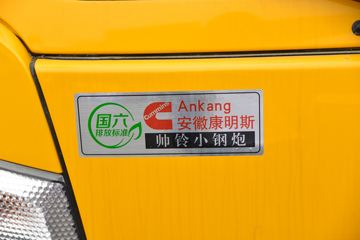 国六
排放标准
Cummins
Ankang
安徽康明斯
帅铃小钢炮